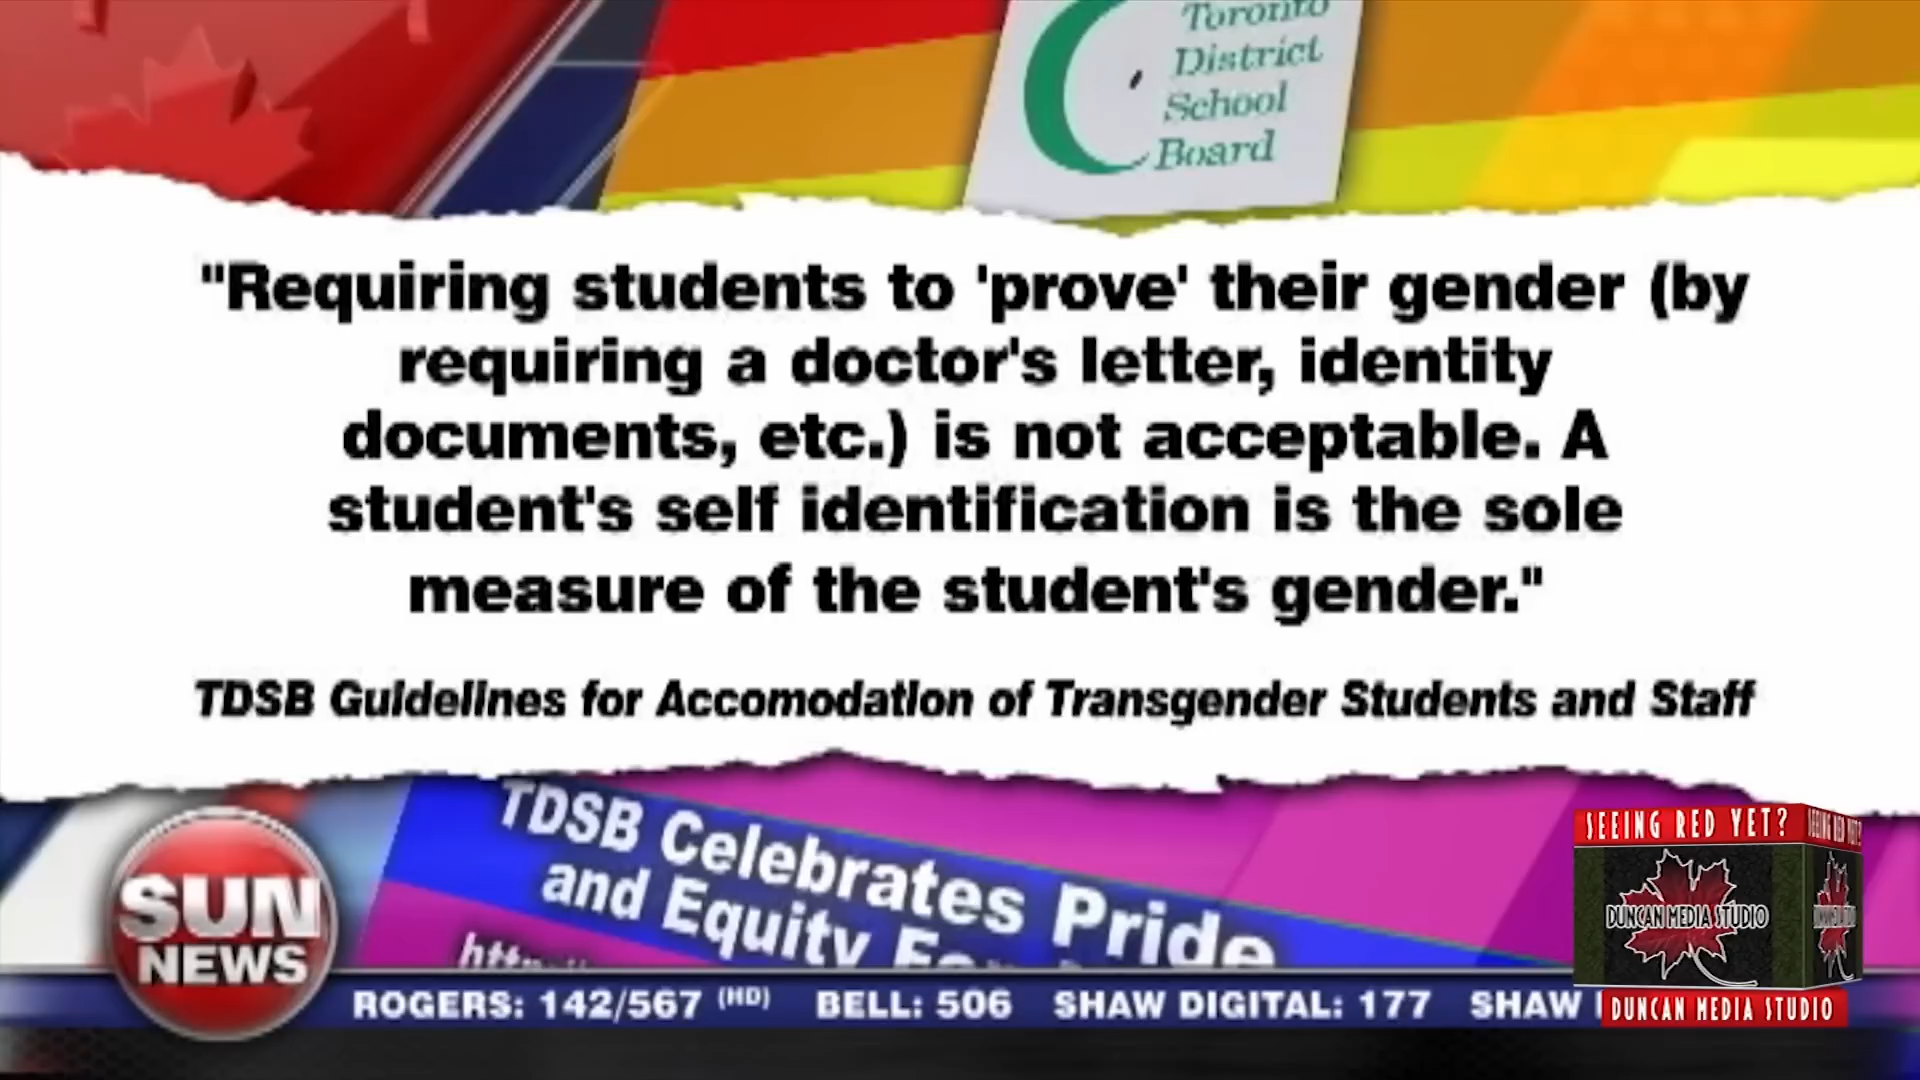 Toronto
District
School
Board
"Requiring students to 'prove' their gender (by
requiring a doctor's letter, identity
documents, etc.) is not acceptable. A
student's self identification is the sole
measure of the student's gender."
TDSB Guidelines for Accomodation of Transgender Students and Staff
TDSB Celebrates Pride
and Equity
SUN
NEWS
ROGERS: 142/567 (HD) BELL: 506 SHAW DIGITAL: 177 SHAW
SEEING RED YET?
DUNCAN MEDIA STUDIO
DUNCAN MEDIA STUDIO